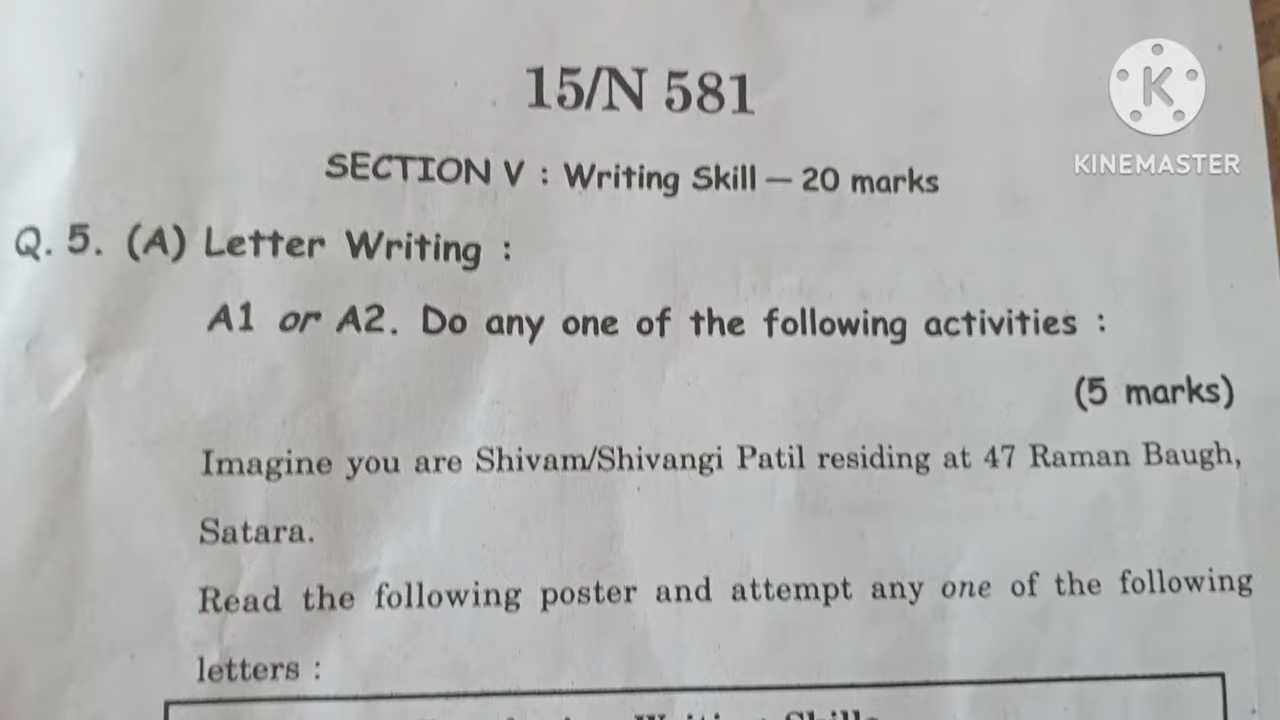 15/N 581
K
KINEMASTER
SECTION V : Writing Skill — 20 marks
Q. 5. (A) Letter Writing :
A1 or A2. Do any one of the following activities :
(5 marks)
Imagine you are Shivam/Shivangi Patil residing at 47 Raman Baugh,
Satara.
Read the following poster and attempt any one of the following
letters :